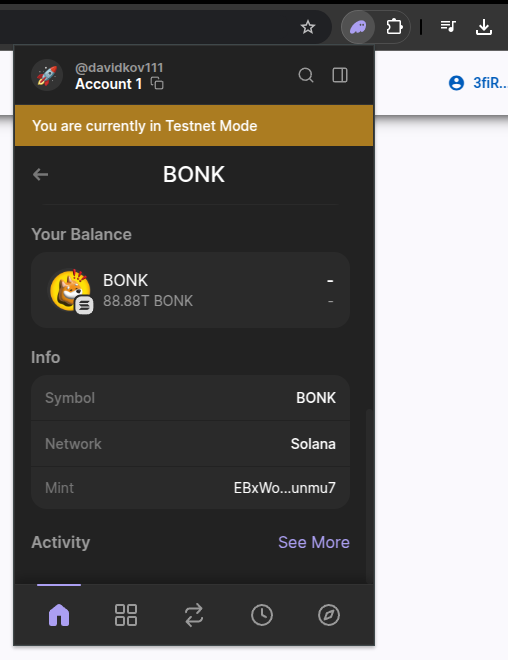 @davidkov111
Account 1
3fiR...
You are currently in Testnet Mode
BONK
Your Balance
BONK -
88.88T BONK -
Info
Symbol BONK
Network Solana
Mint EBxWo...unmu7
Activity See More